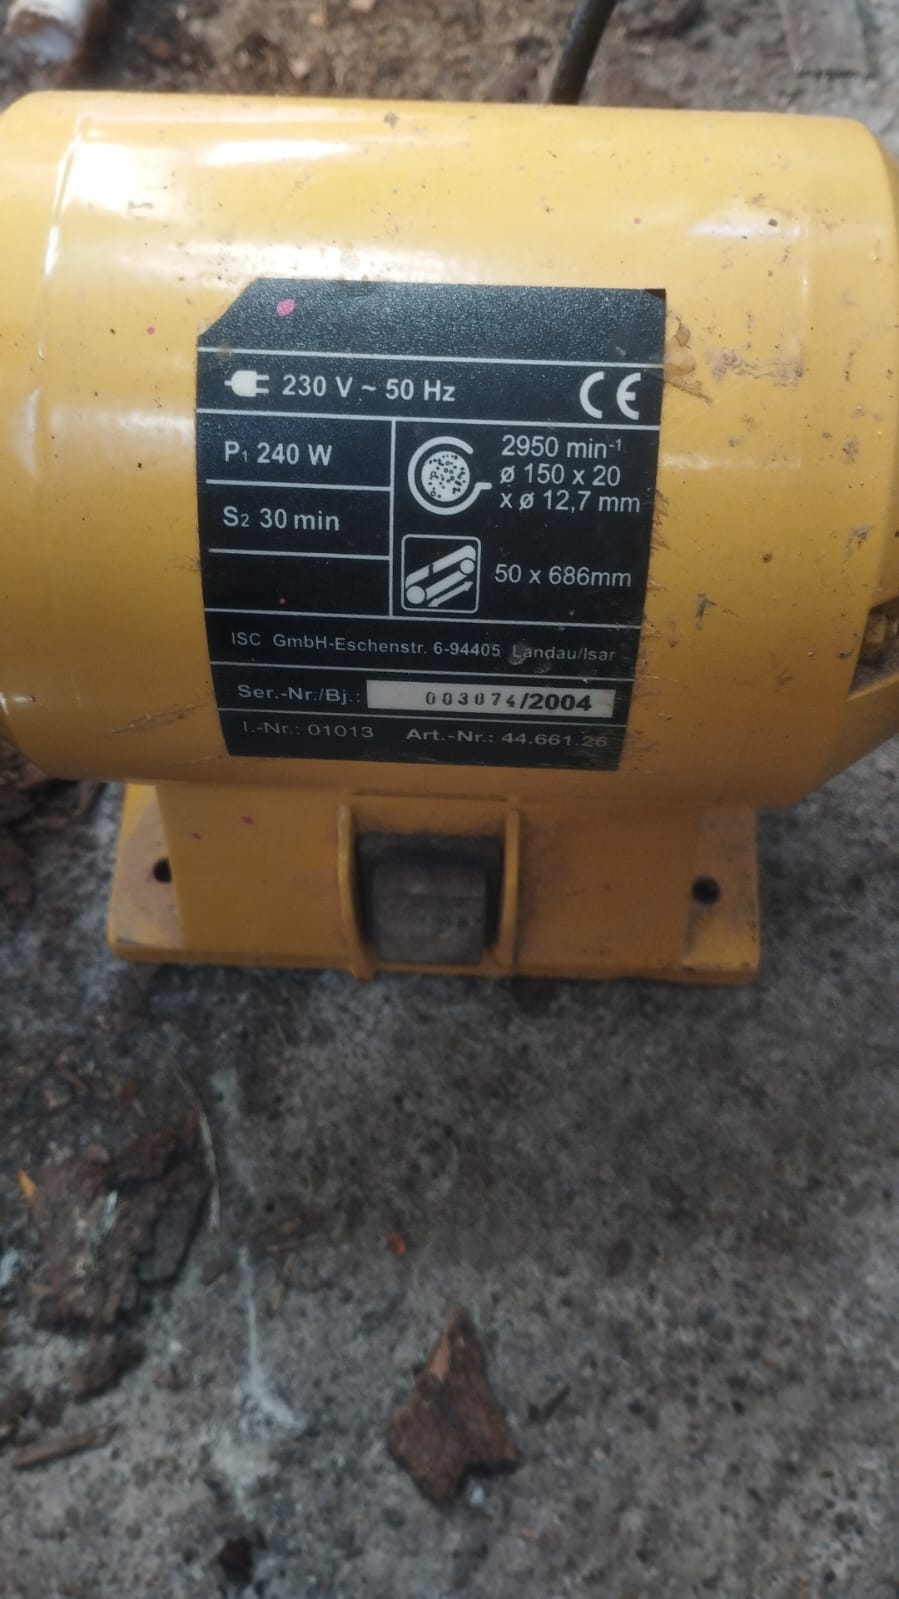 230 V ~ 50 Hz CE
P1 240 W
S2 30 min
2950 min-1
ø 150 x 20
x ø 12,7 mm
50 x 686mm
ISC GmbH-Eschenstr. 6-94405 Landau/Isar
Ser.-Nr./Bj.: 003074/2004
I.-Nr.: 01013 Art.-Nr.: 44.661.26